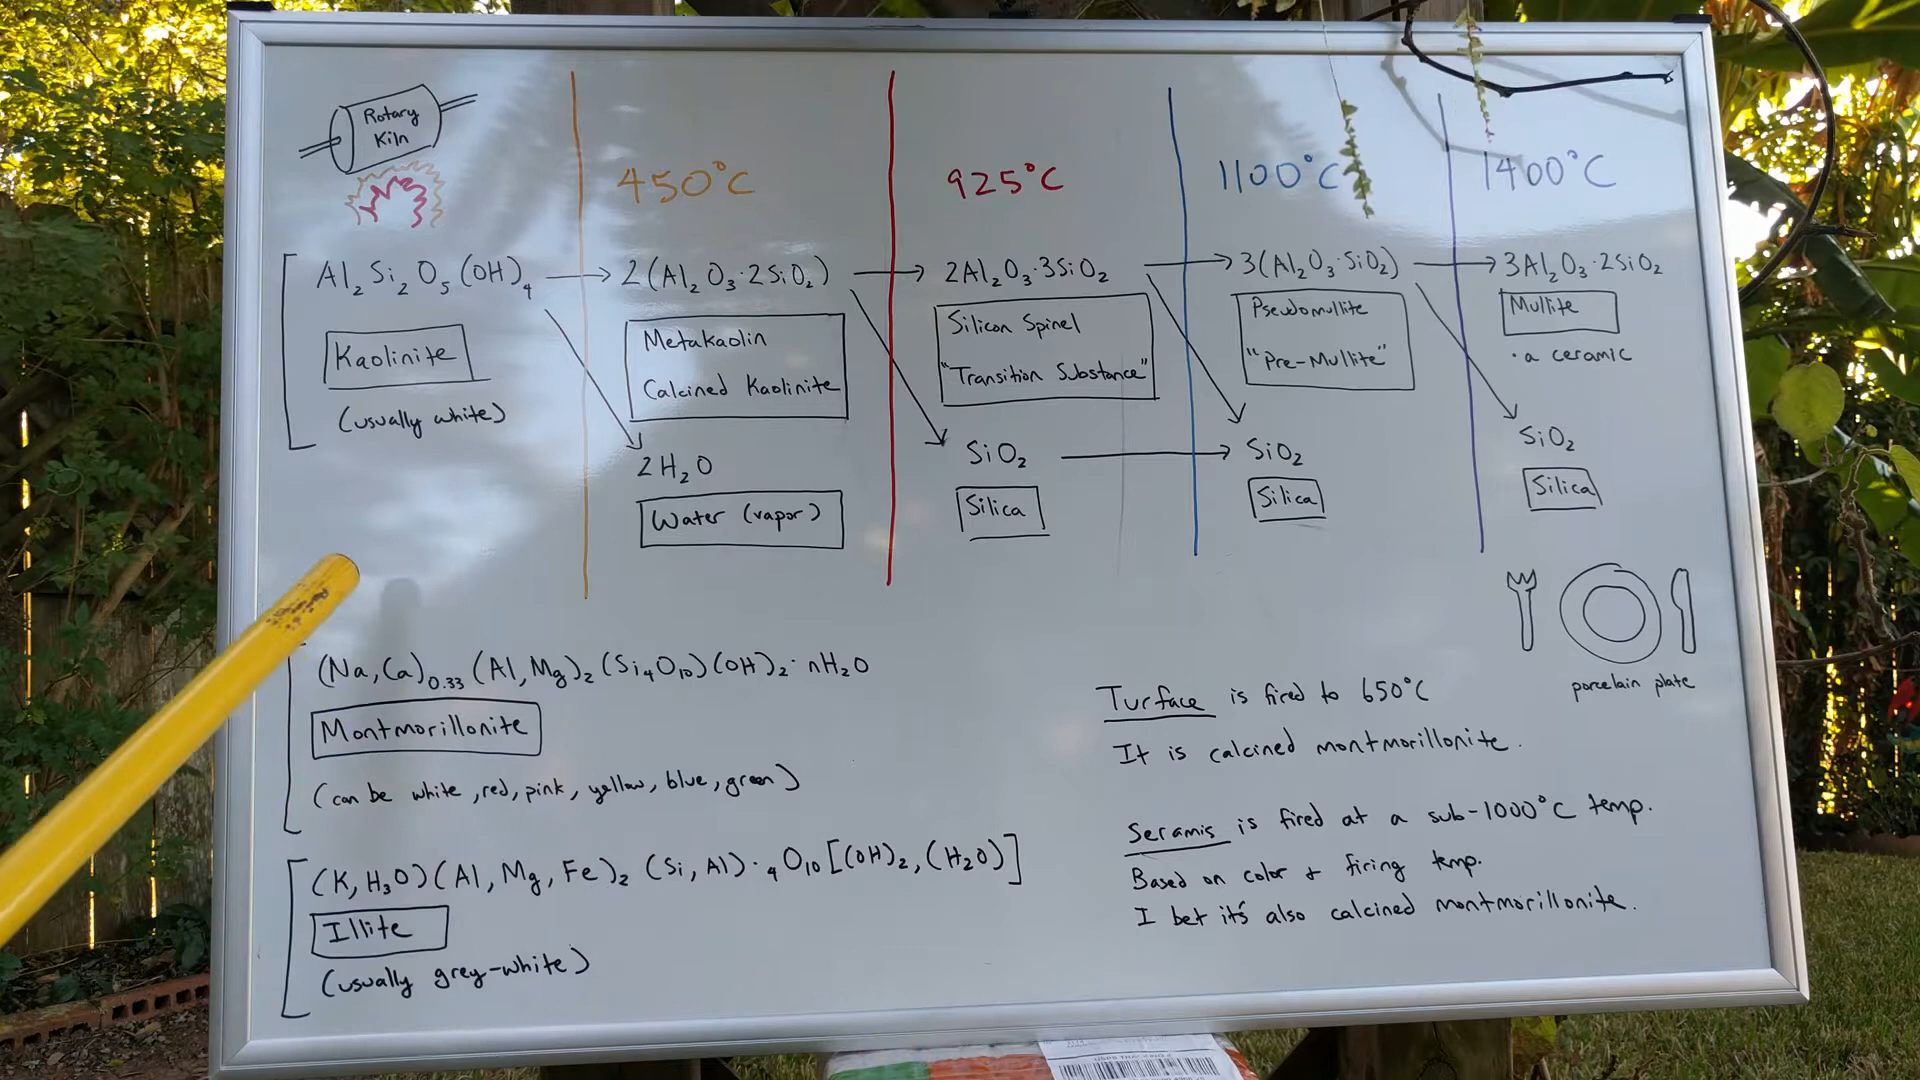 Rotary
Kiln
450°C
925°C
1100°C
1400°C
Al₂Si₂O₅(OH)₄ → 2(Al₂O₃·2SiO₂) → 2Al₂O₃·3SiO₂ → 3(Al₂O₃·SiO₂) → 3Al₂O₃·2SiO₂
Kaolinite
(usually white)
Metakaolin
Calcined Kaolinite
2H₂O
Water (vapor)
Silicon Spinel
"Transition Substance"
SiO₂
Silica
Pseudomullite
"Pre-Mullite"
SiO₂
Silica
Mullite
· a ceramic
SiO₂
Silica
porcelain plate
(Na,Ca)₀.₃₃(Al,Mg)₂(Si₄O₁₀)(OH)₂·nH₂O
Montmorillonite
(can be white, red, pink, yellow, blue, green)
(K,H₃O)(Al,Mg,Fe)₂(Si,Al)·₄O₁₀[(OH)₂,(H₂O)]
Illite
(usually grey-white)
Turface is fired to 650°C
It is calcined montmorillonite.
Seramis is fired at a sub-1000°C temp.
Based on color & firing temp.
I bet it's also calcined montmorillonite.